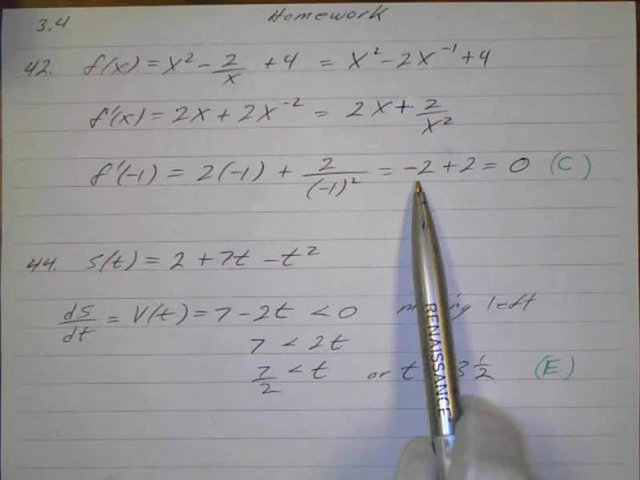 3.4 Homework
42. f(x) = x² - 2/x + 4 = x² - 2x⁻¹ + 4
f'(x) = 2x + 2x⁻² = 2x + 2/x²
f'(-1) = 2(-1) + 2/(-1)² = -2 + 2 = 0 (C)
44. s(t) = 2 + 7t - t²
ds/dt = v(t) = 7 - 2t < 0 left
7 < 2t
7/2 < t or t 3 1/2 (E)
RENAISSANCE